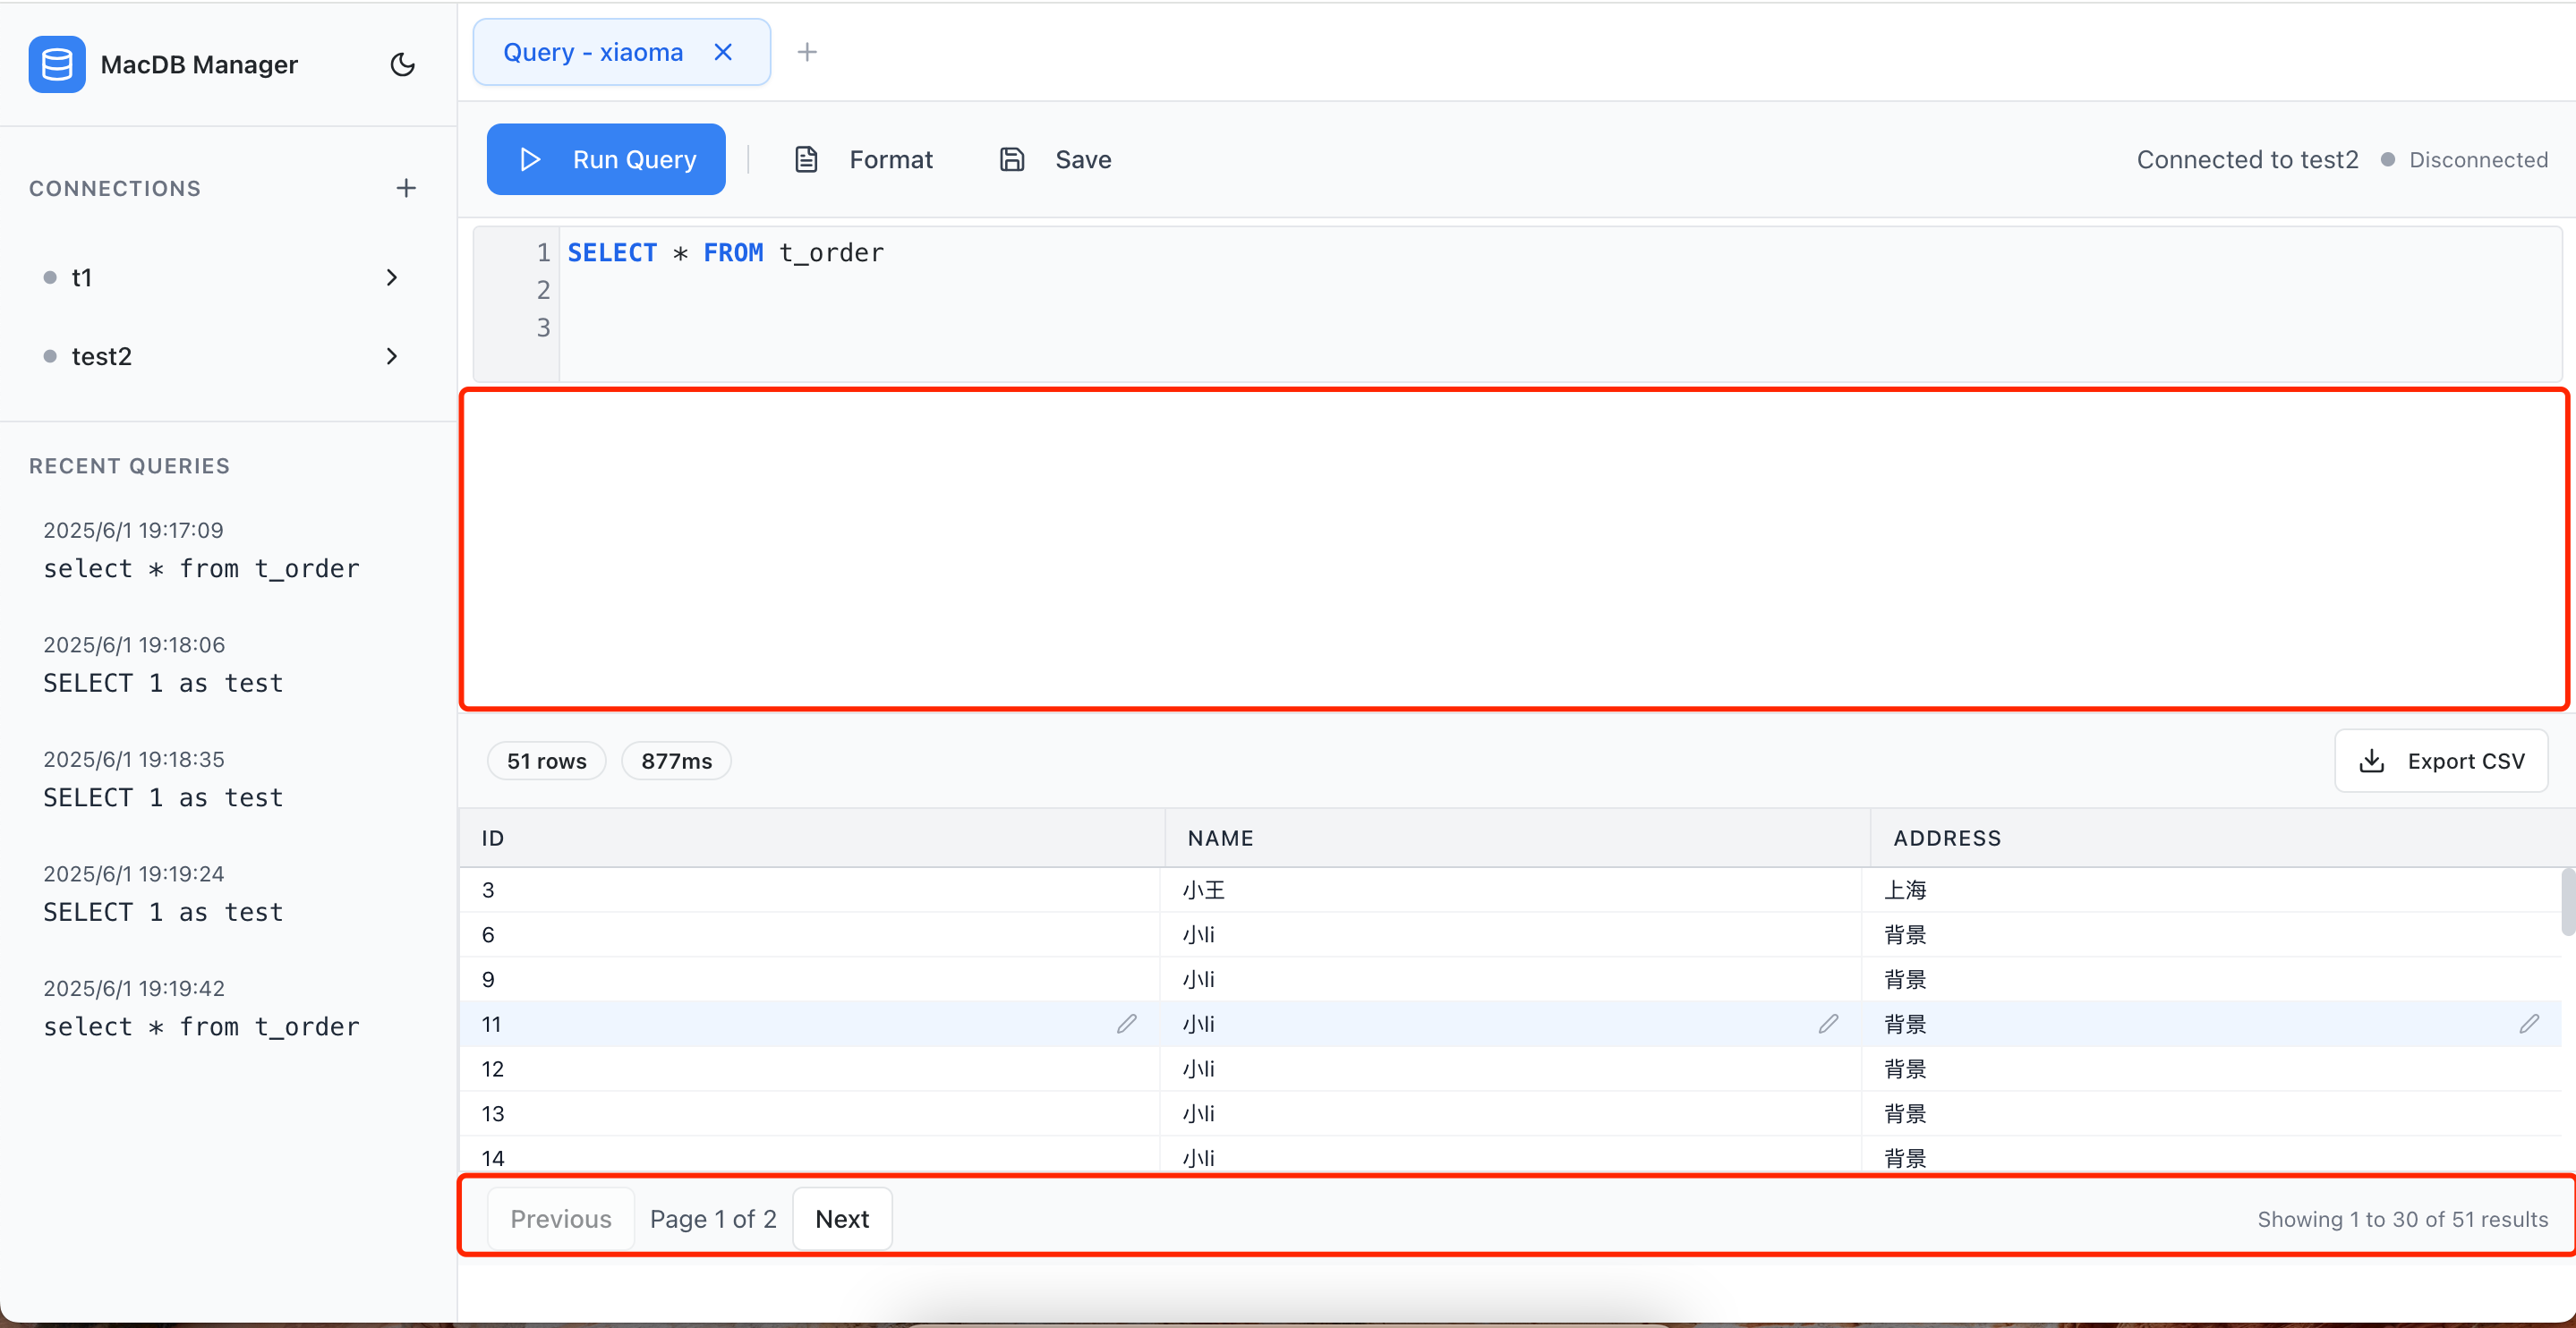 MacDB Manager
CONNECTIONS
t1
test2
RECENT QUERIES
2025/6/1 19:17:09
select * from t_order
2025/6/1 19:18:06
SELECT 1 as test
2025/6/1 19:18:35
SELECT 1 as test
2025/6/1 19:19:24
SELECT 1 as test
2025/6/1 19:19:42
select * from t_order
Query - xiaoma
Run Query Format Save Connected to test2 Disconnected
1 SELECT * FROM t_order
2
3
51 rows 877ms Export CSV
ID NAME ADDRESS
3 小王 上海
6 小li 背景
9 小li 背景
11 小li 背景
12 小li 背景
13 小li 背景
14 小li 背景
Previous Page 1 of 2 Next Showing 1 to 30 of 51 results